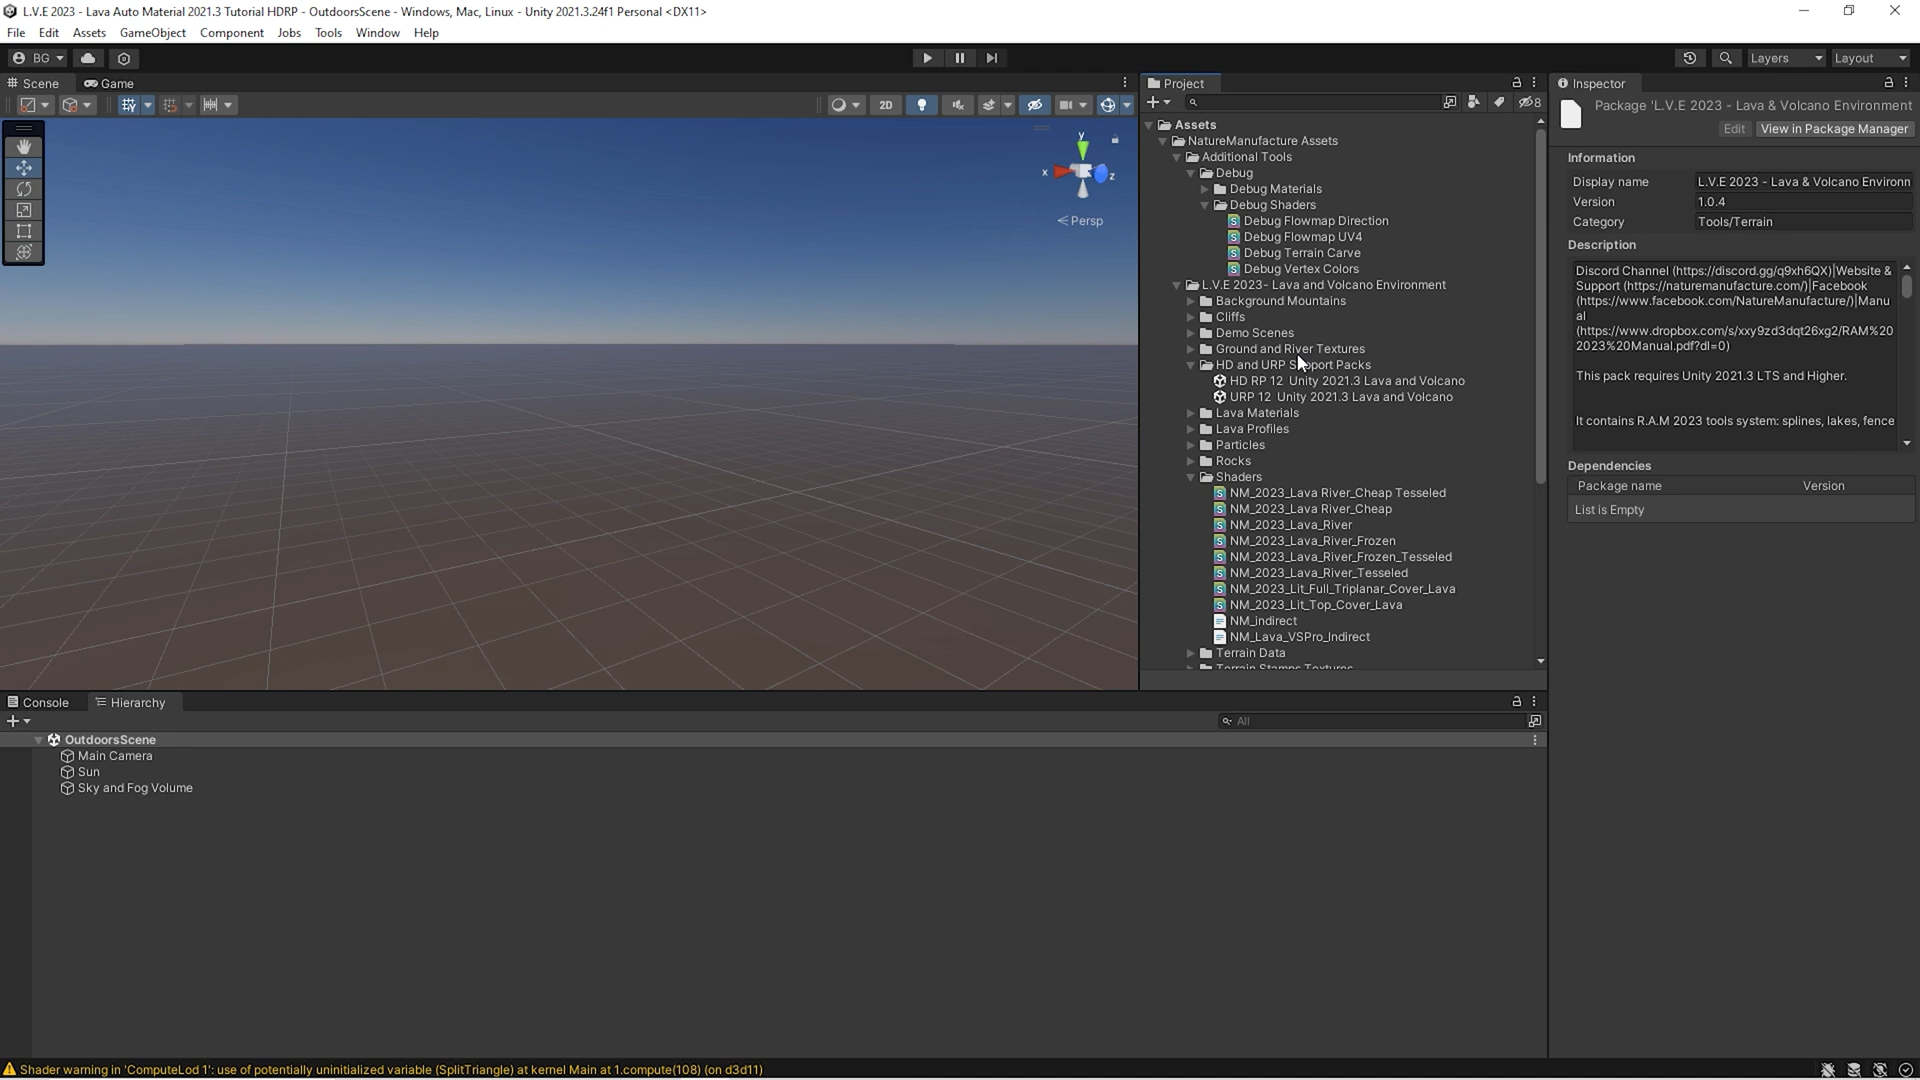 L.V.E 2023 - Lava Auto Material 2021.3 Tutorial HDRP - OutdoorsScene - Windows, Mac, Linux - Unity 2021.3.24f1 Personal <DX11>
File Edit Assets GameObject Component Jobs Tools Window Help
BG Layers Layout
Scene Game
2D
y
x
z
Persp
Project
8
Assets
NatureManufacture Assets
Additional Tools
Debug
Debug Materials
Debug Shaders
Debug Flowmap Direction
Debug Flowmap UV4
Debug Terrain Carve
Debug Vertex Colors
L.V.E 2023- Lava and Volcano Environment
Background Mountains
Cliffs
Demo Scenes
Ground and River Textures
HD and URP Support Packs
HD RP 12 Unity 2021.3 Lava and Volcano
URP 12 Unity 2021.3 Lava and Volcano
Lava Materials
Lava Profiles
Particles
Rocks
Shaders
NM_2023_Lava River_Cheap Tesseled
NM_2023_Lava River_Cheap
NM_2023_Lava_River
NM_2023_Lava_River_Frozen
NM_2023_Lava_River_Frozen_Tesseled
NM_2023_Lava_River_Tesseled
NM_2023_Lit_Full_Triplanar_Cover_Lava
NM_2023_Lit_Top_Cover_Lava
NM_indirect
NM_Lava_VSPro_Indirect
Terrain Data
Terrain Stamps Textures
Inspector
Package 'L.V.E 2023 - Lava & Volcano Environment
Edit View in Package Manager
Information
Display name L.V.E 2023 - Lava & Volcano Environn
Version 1.0.4
Category Tools/Terrain
Description
Discord Channel (https://discord.gg/q9xh6QX)|Website &
Support (https://naturemanufacture.com/)|Facebook
(https://www.facebook.com/NatureManufacture/)|Manu
al
(https://www.dropbox.com/s/xxy9zd3dqt26xg2/RAM%20
2023%20Manual.pdf?dl=0)
This pack requires Unity 2021.3 LTS and Higher.
It contains R.A.M 2023 tools system: splines, lakes, fence
Dependencies
Package name Version
List is Empty
Console Hierarchy
All
OutdoorsScene
Main Camera
Sun
Sky and Fog Volume
Shader warning in 'ComputeLod 1': use of potentially uninitialized variable (SplitTriangle) at kernel Main at 1.compute(108) (on d3d11)